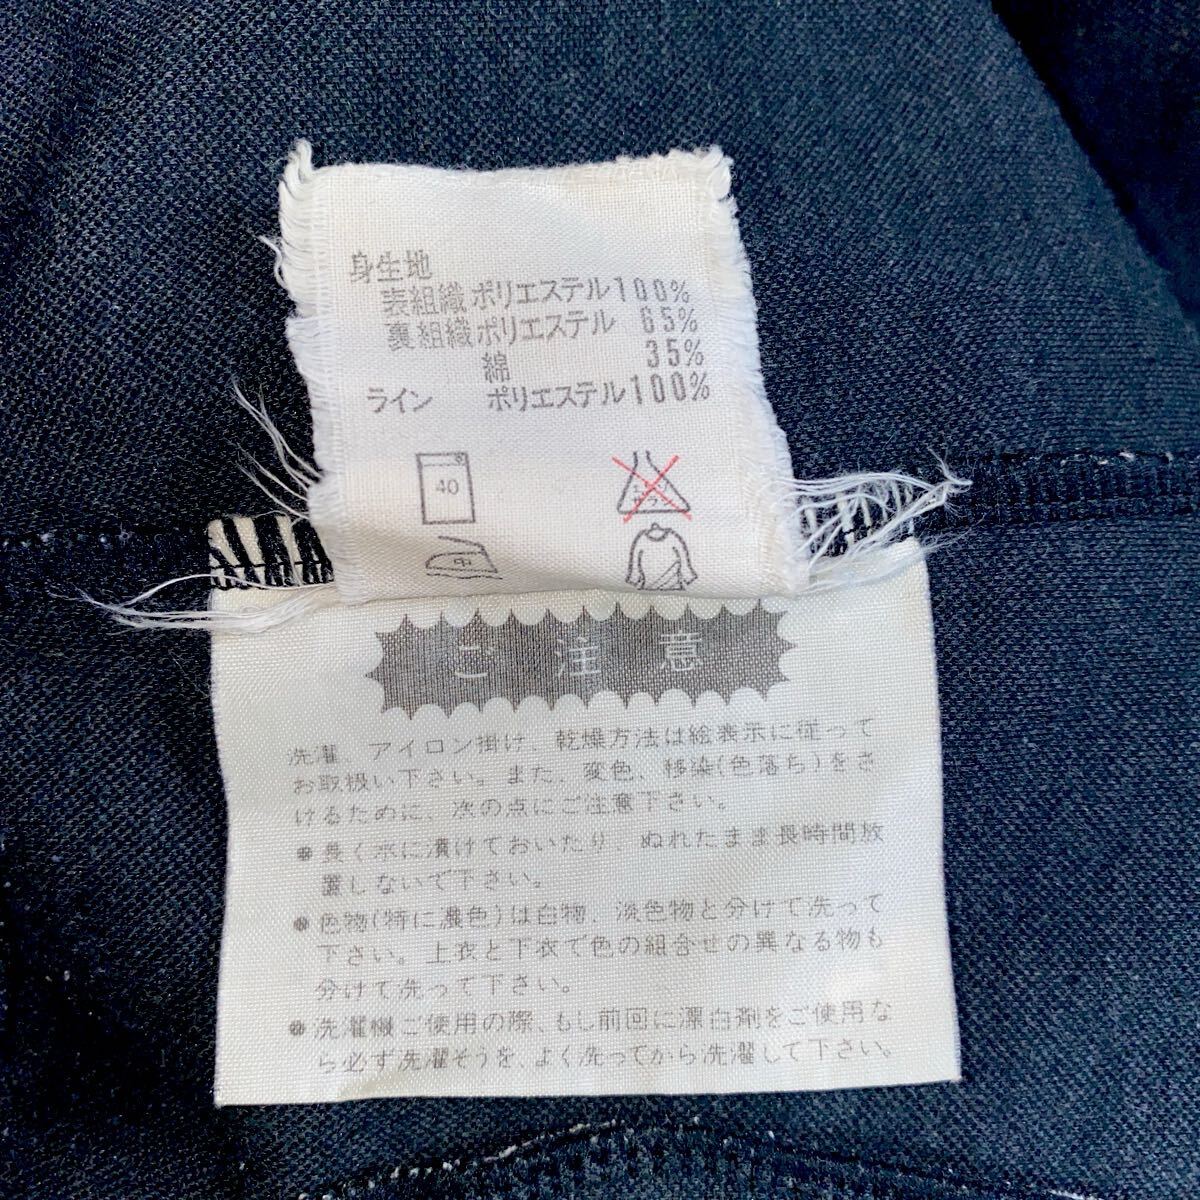 身生地
表組織 ポリエステル 100%
裏組織 ポリエステル 65%
綿 35%
ライン ポリエステル 100%
40
中
ご注意
洗濯、アイロン掛け、乾燥方法は絵表示に従って
お取扱い下さい。また、変色、移染(色落ち)をさ
けるために、次の点にご注意下さい。
長く水に漬けておいたり、ぬれたまま長時間放
置しないで下さい。
色物(特に濃色)は白物、淡色物と分けて洗って
下さい。上衣と下衣で色の組合せの異なる物も
分けて洗って下さい。
洗濯機ご使用の際、もし前回に漂白剤をご使用な
ら必ず洗濯そうを、よく洗ってから洗濯して下さい。